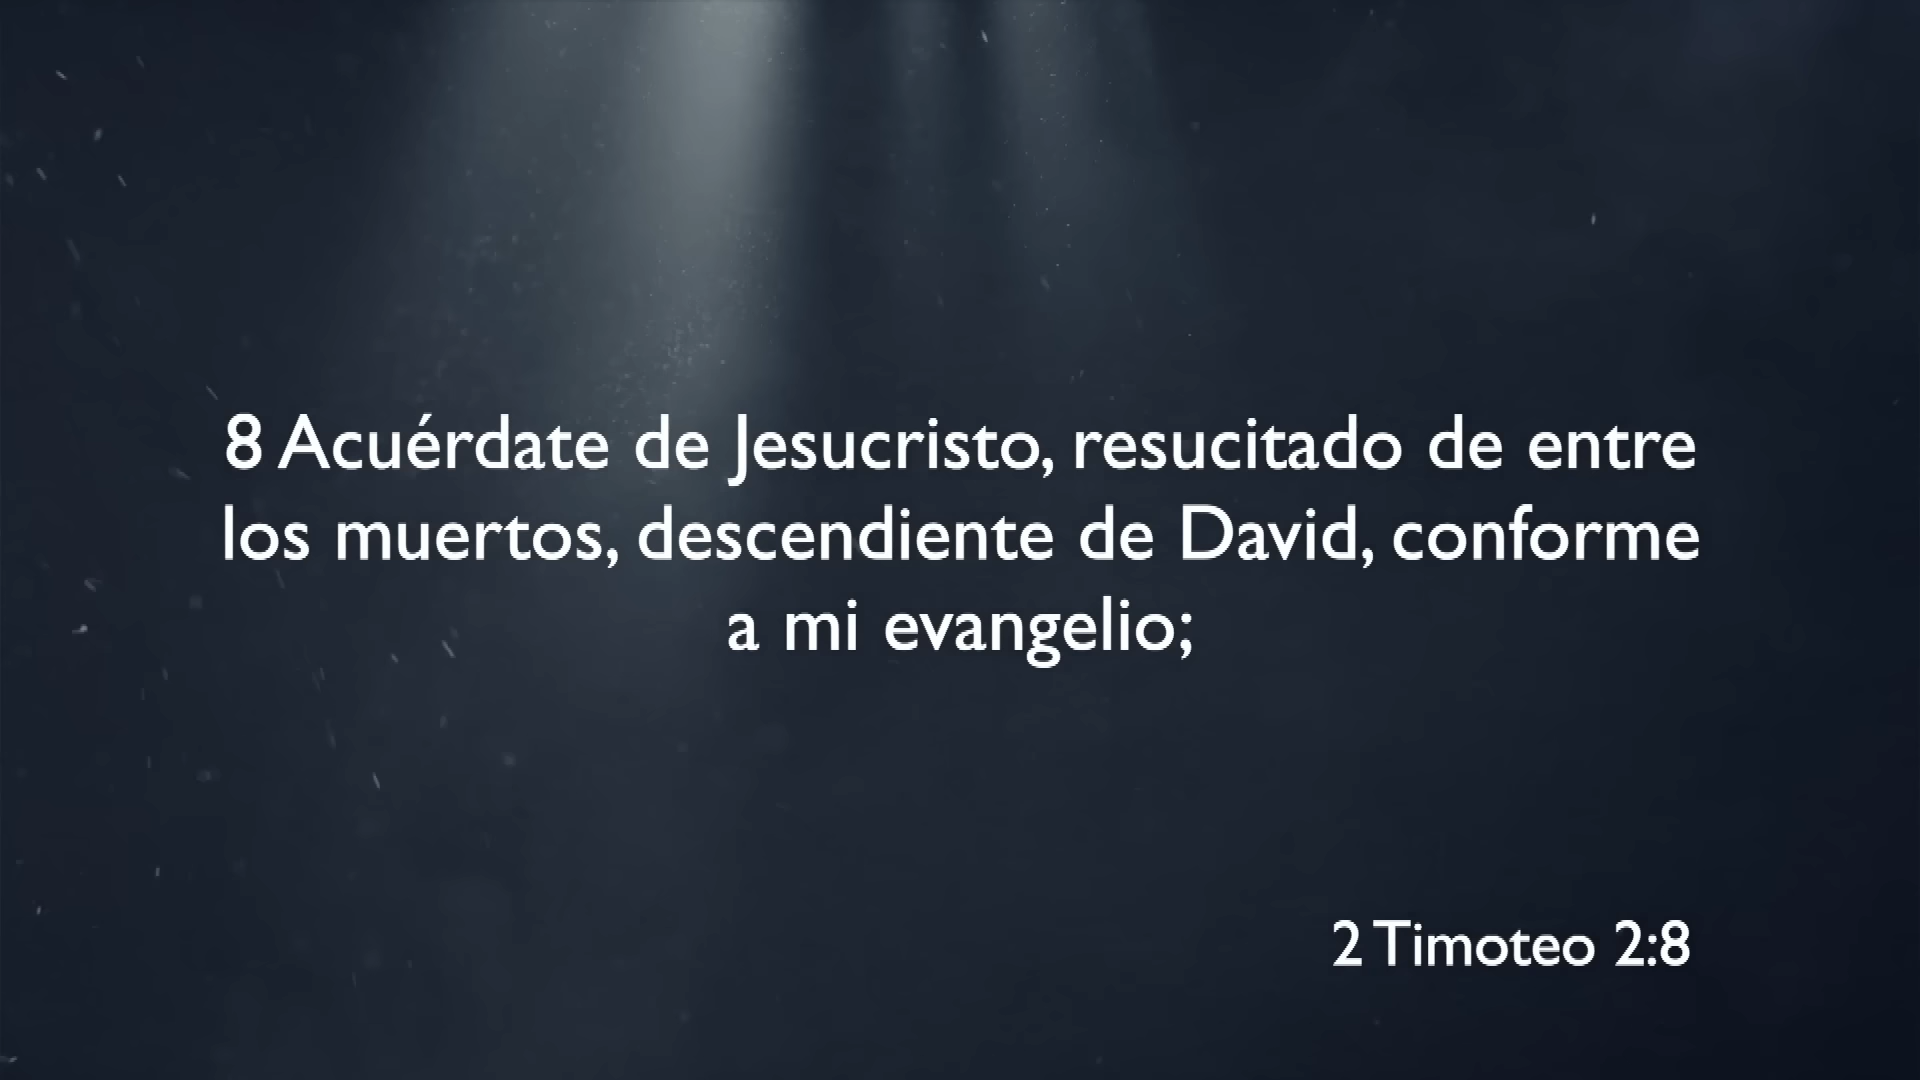 8 Acuérdate de Jesucristo, resucitado de entre
los muertos, descendiente de David, conforme
a mi evangelio;
2 Timoteo 2:8